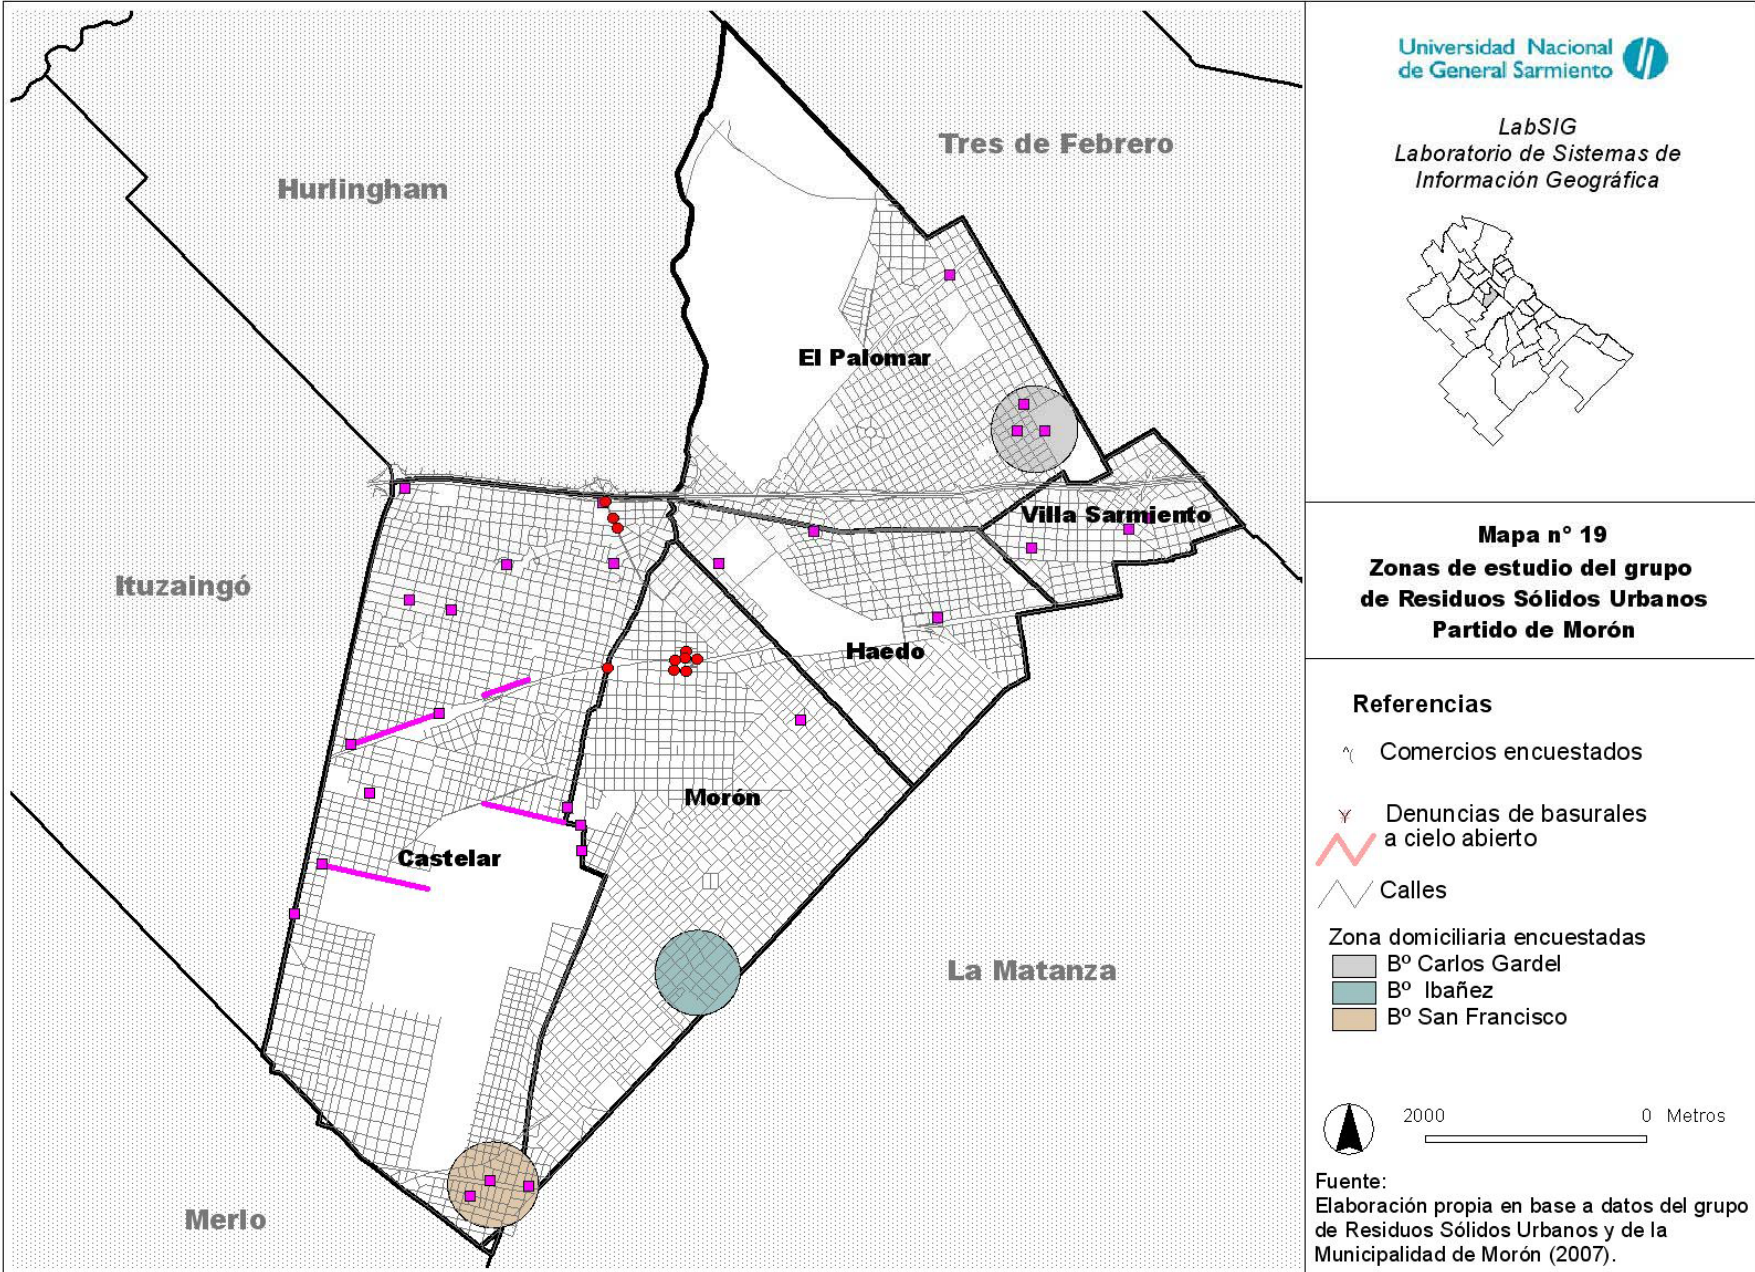 Universidad Nacional
de General Sarmiento
LabSIG
Laboratorio de Sistemas de
Información Geográfica
Tres de Febrero
Hurlingham
El Palomar
Villa Sarmiento
Ituzaingó
Haedo
Morón
Castelar
La Matanza
Merlo
Mapa n° 19
Zonas de estudio del grupo
de Residuos Sólidos Urbanos
Partido de Morón
Referencias
Comercios encuestados
Denuncias de basurales
a cielo abierto
Calles
Zona domiciliaria encuestadas
Bº Carlos Gardel
Bº Ibañez
Bº San Francisco
2000 0 Metros
Fuente:
Elaboración propia en base a datos del grupo
de Residuos Sólidos Urbanos y de la
Municipalidad de Morón (2007).